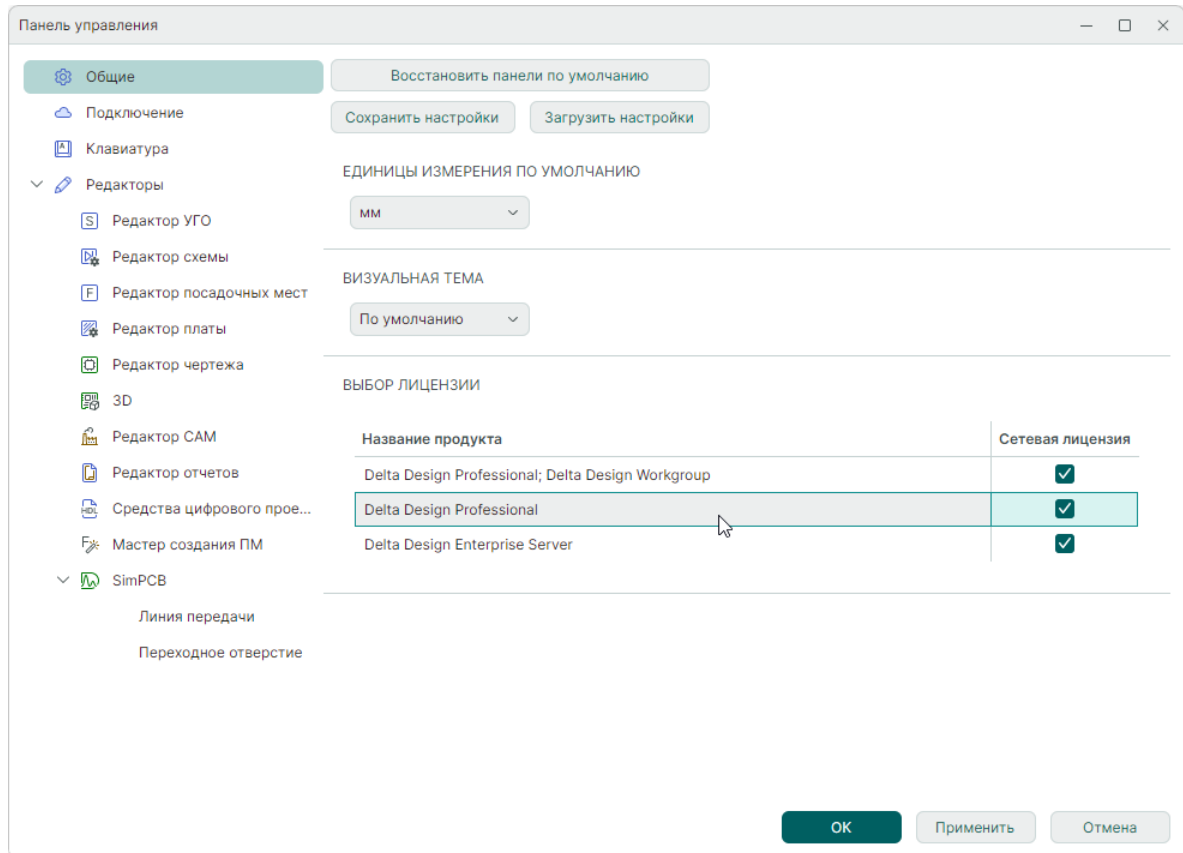 Панель управления
Общие
Подключение
Клавиатура
Редакторы
S Редактор УГО
Редактор схемы
F Редактор посадочных мест
Редактор платы
Редактор чертежа
3D
Редактор CAM
Редактор отчетов
HDL Средства цифрового прое...
Мастер создания ПМ
SimPCB
Линия передачи
Переходное отверстие
Восстановить панели по умолчанию
Сохранить настройки Загрузить настройки
ЕДИНИЦЫ ИЗМЕРЕНИЯ ПО УМОЛЧАНИЮ
мм
ВИЗУАЛЬНАЯ ТЕМА
По умолчанию
ВЫБОР ЛИЦЕНЗИИ
Название продукта Сетевая лицензия
Delta Design Professional; Delta Design Workgroup
Delta Design Professional
Delta Design Enterprise Server
ОК Применить Отмена